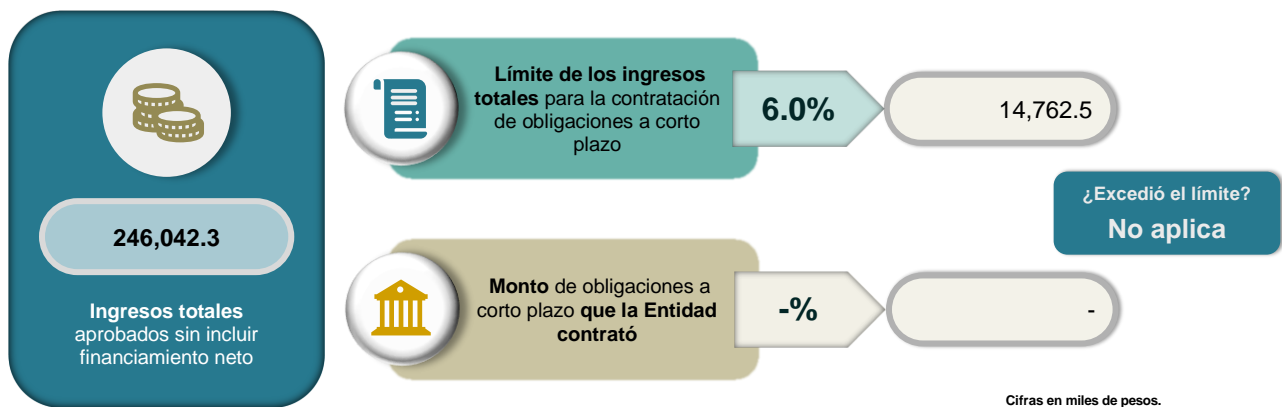 246,042.3
Ingresos totales
aprobados sin incluir
financiamiento neto
Límite de los ingresos
totales para la contratación
de obligaciones a corto
plazo
6.0%
14,762.5
¿Excedió el límite?
No aplica
Monto de obligaciones a
corto plazo que la Entidad
contrató
-%
-
Cifras en miles de pesos.